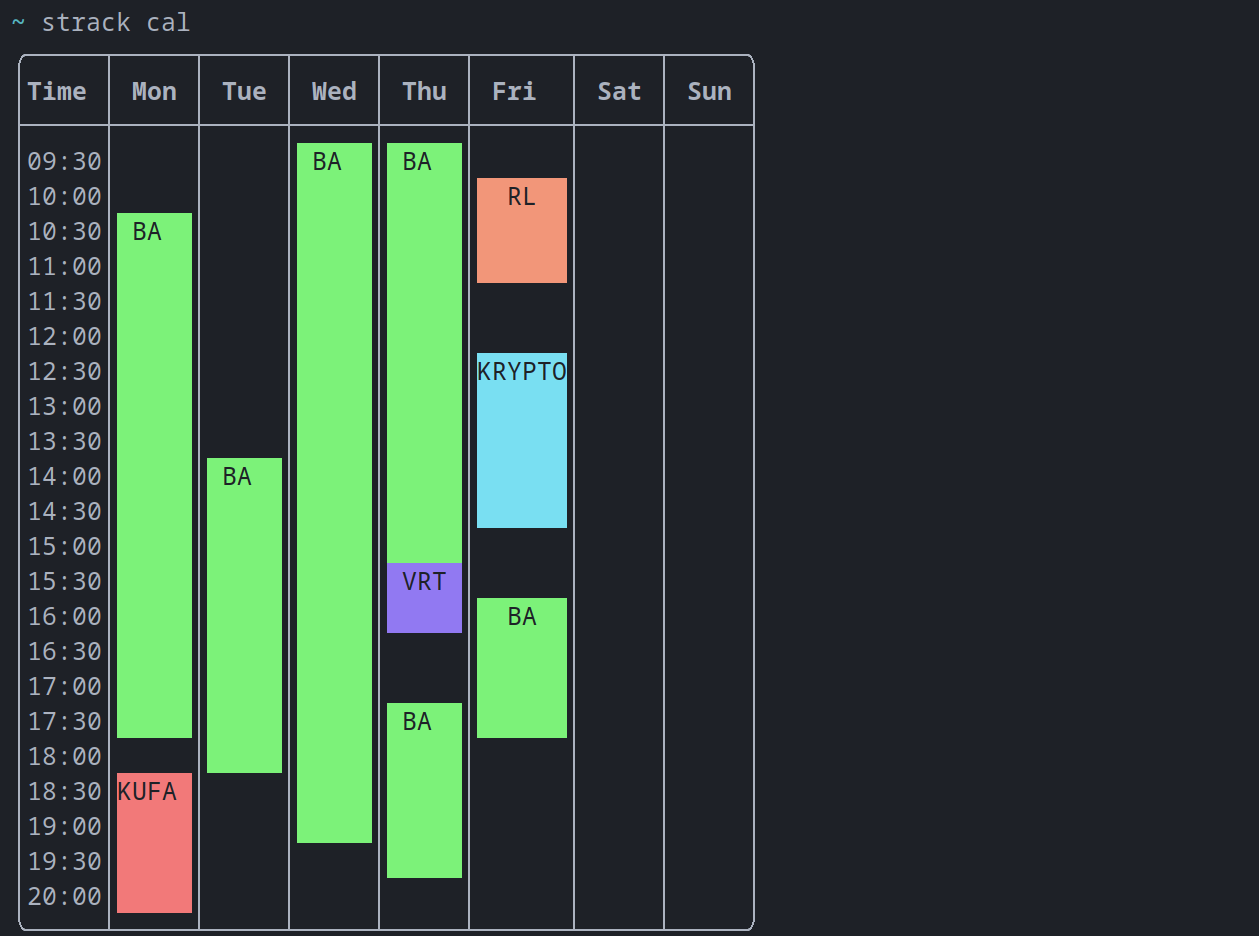 ~ strack cal
Time Mon Tue Wed Thu Fri Sat Sun
09:30 BA BA
10:00 RL
10:30 BA
11:00
11:30
12:00
12:30 KRYPTO
13:00
13:30
14:00 BA
14:30
15:00
15:30 VRT
16:00 BA
16:30
17:00
17:30 BA
18:00
18:30 KUFA
19:00
19:30
20:00